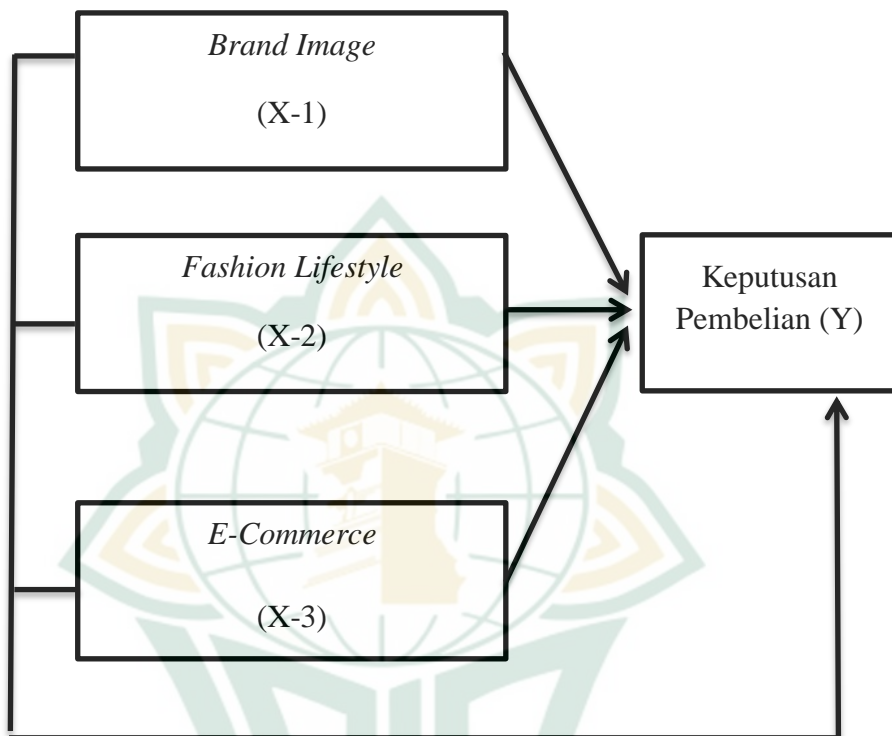 Brand Image
(X-1)
Fashion Lifestyle
(X-2)
E-Commerce
(X-3)
Keputusan
Pembelian (Y)